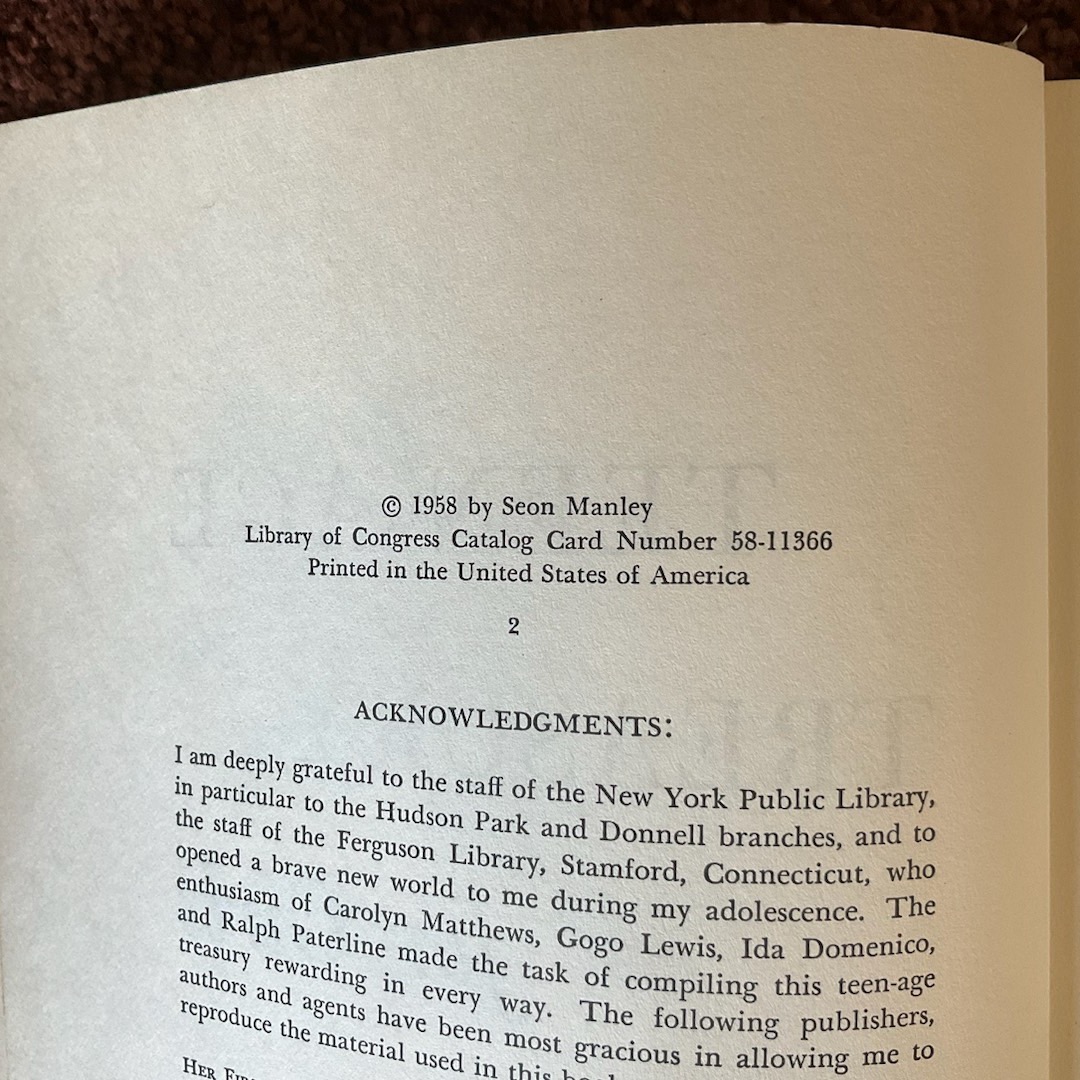 © 1958 by Seon Manley
Library of Congress Catalog Card Number 58-11366
Printed in the United States of America
2
ACKNOWLEDGMENTS:
I am deeply grateful to the staff of the New York Public Library,
in particular to the Hudson Park and Donnell branches, and to
the staff of the Ferguson Library, Stamford, Connecticut, who
opened a brave new world to me during my adolescence. The
enthusiasm of Carolyn Matthews, Gogo Lewis, Ida Domenico,
and Ralph Paterline made the task of compiling this teen-age
treasury rewarding in every way. The following publishers,
authors and agents have been most gracious in allowing me to
reproduce the material used in this
HER